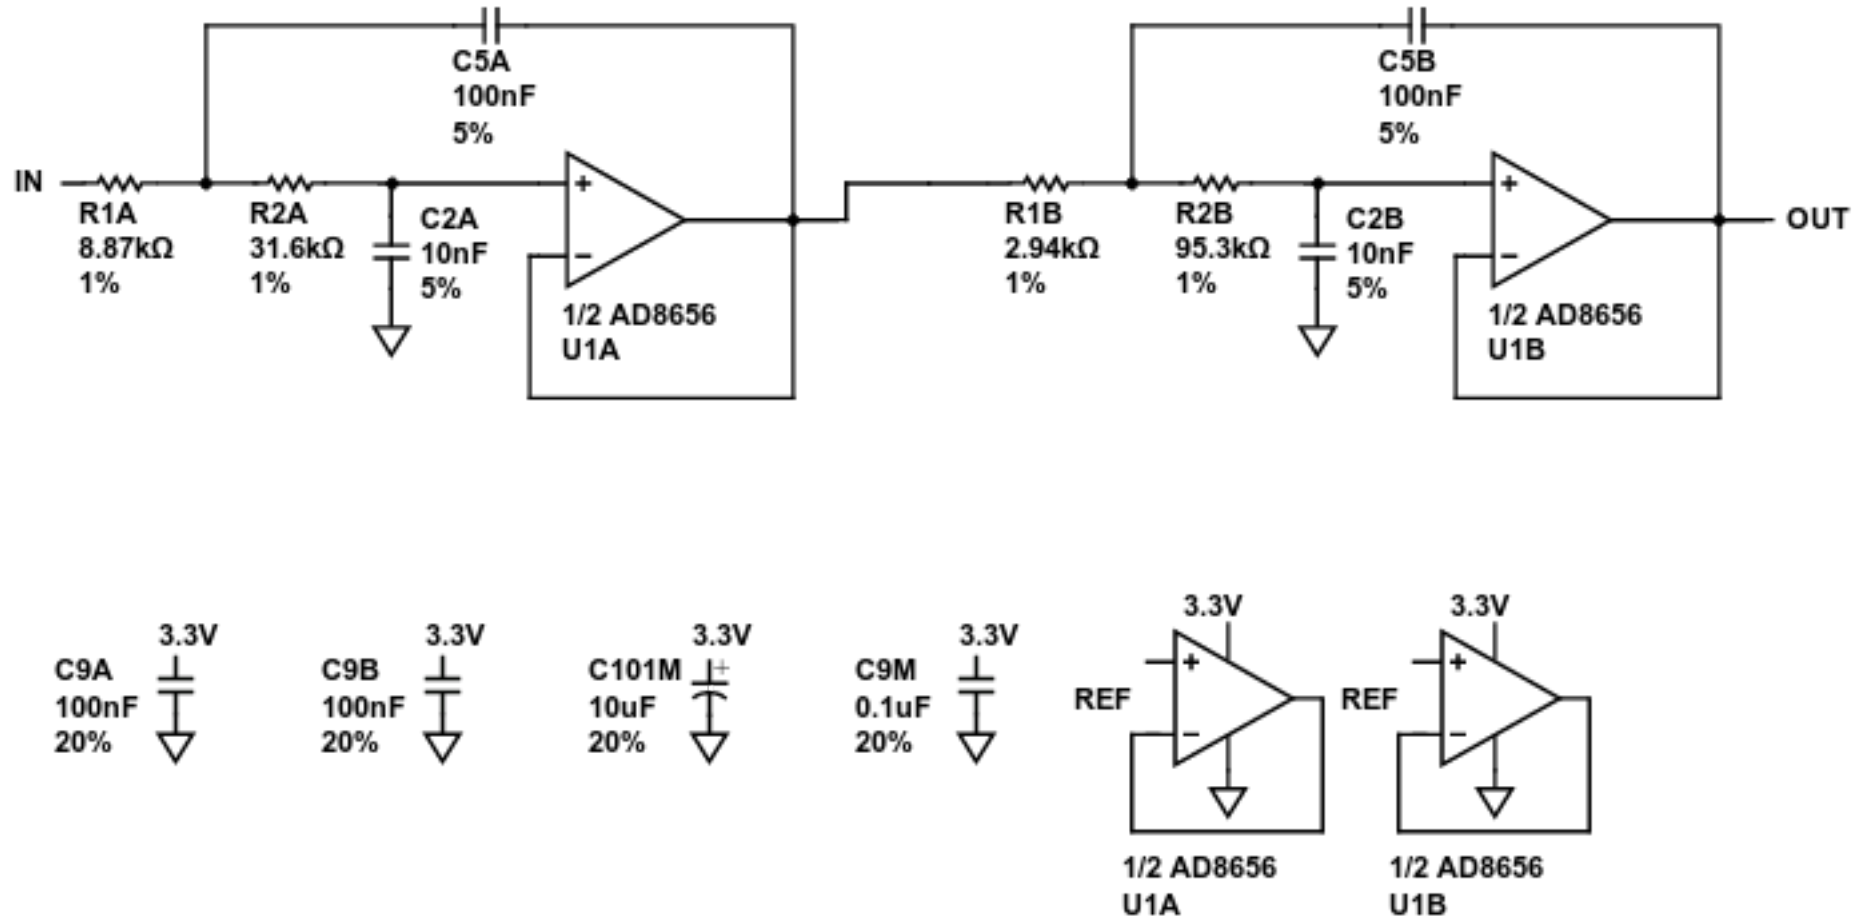 C5A
100nF
5%
C5B
100nF
5%
IN
R1A
8.87kΩ
1%
R2A
31.6kΩ
1%
C2A
10nF
5%
+
−
1/2 AD8656
U1A
R1B
2.94kΩ
1%
R2B
95.3kΩ
1%
C2B
10nF
5%
+
−
1/2 AD8656
U1B
OUT
3.3V
C9A
100nF
20%
3.3V
C9B
100nF
20%
3.3V
C101M
+
10uF
20%
3.3V
C9M
0.1uF
20%
3.3V
+
REF
−
1/2 AD8656
U1A
3.3V
+
REF
−
1/2 AD8656
U1B